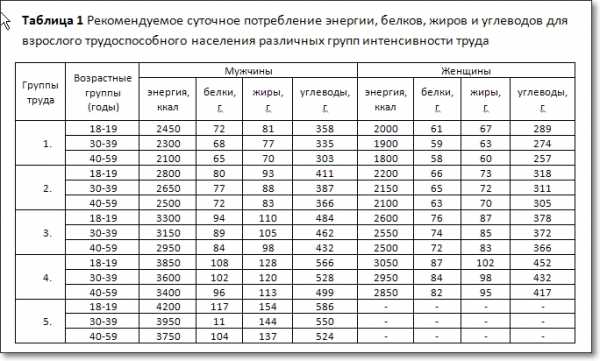 Таблица 1 Рекомендуемое суточное потребление энергии, белков, жиров и углеводов для
взрослого трудоспособного населения различных групп интенсивности труда
Группы труда Возрастные группы (годы) Мужчины Женщины
энергия, ккал белки, г. жиры, г. углеводы, г. энергия, ккал белки, г. жиры, г. углеводы, г.
1. 18-19 2450 72 81 358 2000 61 67 289
30-39 2300 68 77 335 1900 59 63 274
40-59 2100 65 70 303 1800 58 60 257
2. 18-19 2800 80 93 411 2200 66 73 318
30-39 2650 77 88 387 2150 65 72 311
40-59 2500 72 83 366 2100 63 70 305
3. 18-19 3300 94 110 484 2600 76 87 378
30-39 3150 89 105 462 2550 74 85 372
40-59 2950 84 98 432 2500 72 83 366
4. 18-19 3850 108 128 566 3050 87 102 452
30-39 3600 102 120 528 2950 84 98 432
40-59 3400 96 113 499 2850 82 95 417
5. 18-19 4200 117 154 586 - - - -
30-39 3950 11 144 550 - - - -
40-59 3750 104 137 524 - - - -